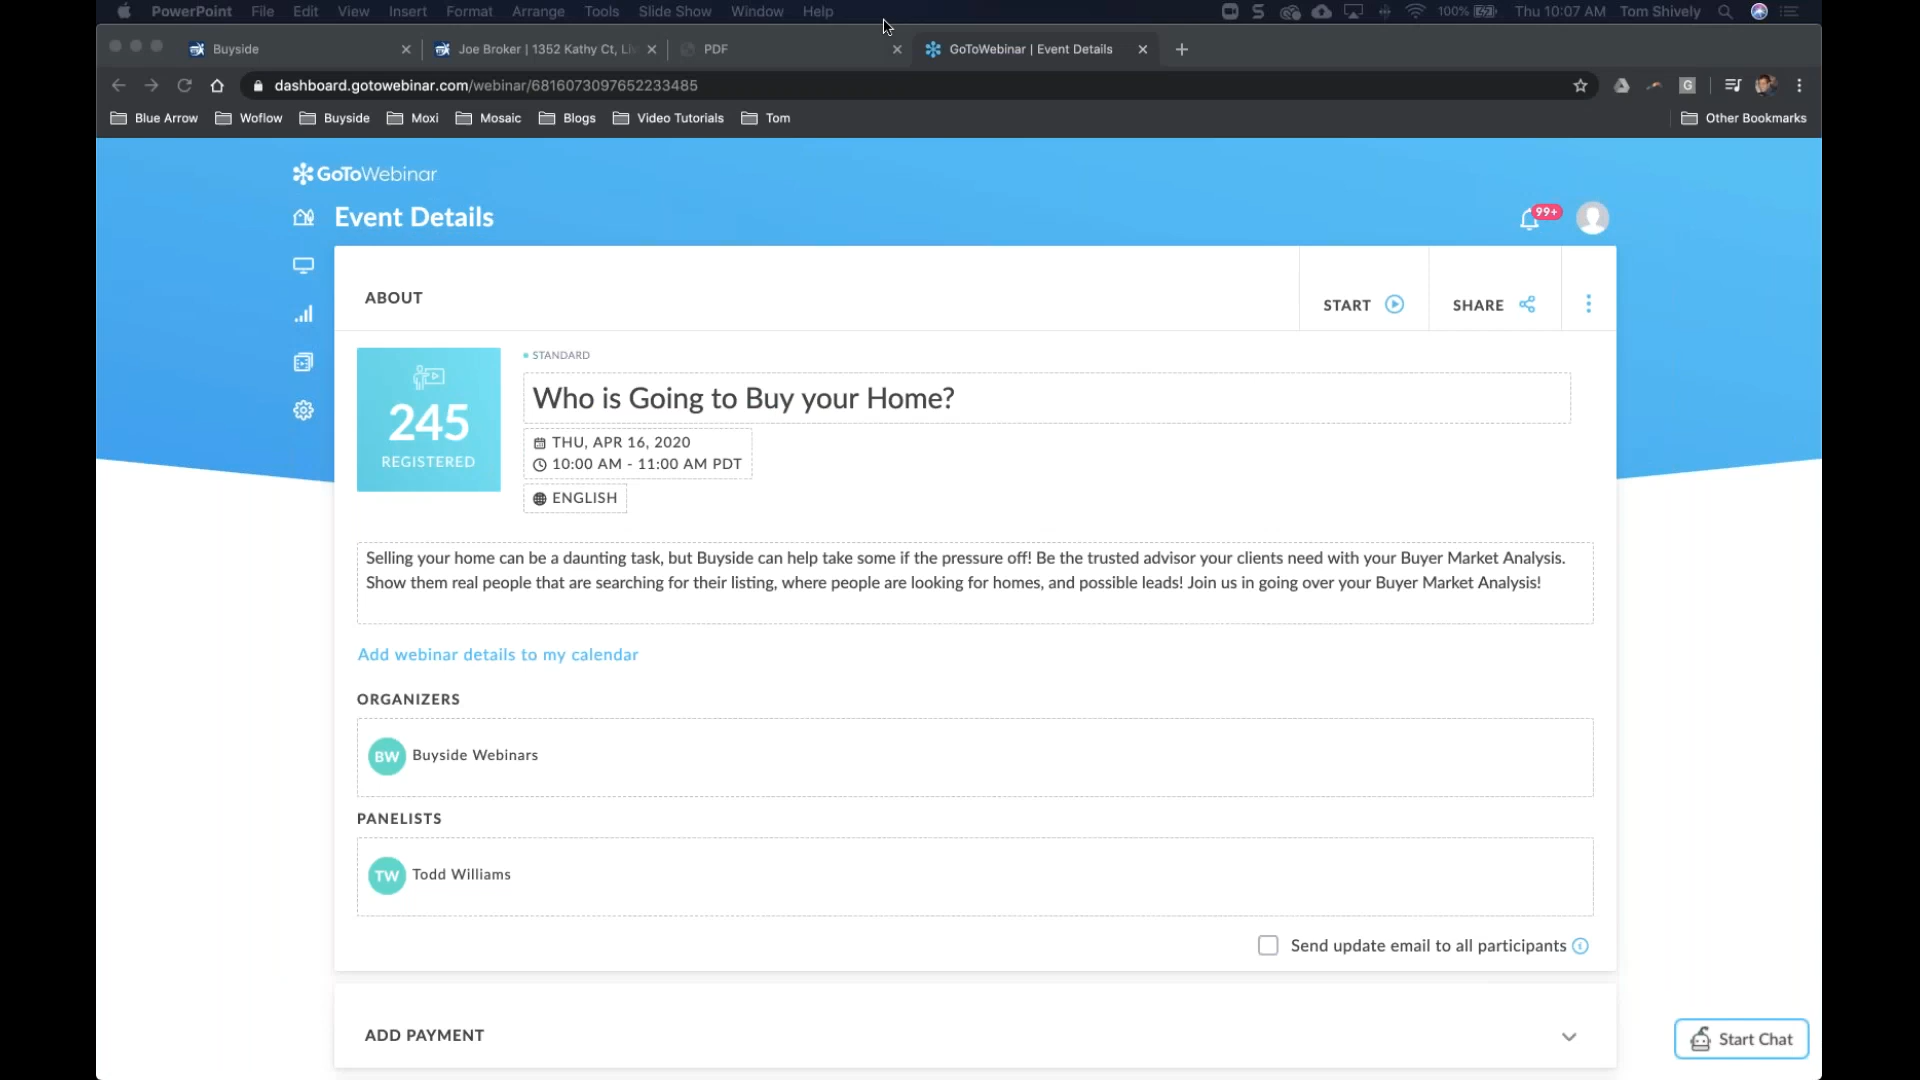 PowerPoint File Edit View Insert Format Arrange Tools Slide Show Window Help 100% Thu 10:07 AM Tom Shively
Buyside Joe Broker | 1352 Kathy Ct, Liv PDF GoToWebinar | Event Details
dashboard.gotowebinar.com/webinar/6816073097652233485
Blue Arrow Woflow Buyside Moxi Mosaic Blogs Video Tutorials Tom Other Bookmarks
GoToWebinar
Event Details
99+
ABOUT
START
SHARE
245
REGISTERED
STANDARD
Who is Going to Buy your Home?
THU, APR 16, 2020
10:00 AM - 11:00 AM PDT
ENGLISH
Selling your home can be a daunting task, but Buyside can help take some if the pressure off! Be the trusted advisor your clients need with your Buyer Market Analysis.
Show them real people that are searching for their listing, where people are looking for homes, and possible leads! Join us in going over your Buyer Market Analysis!
Add webinar details to my calendar
ORGANIZERS
BW Buyside Webinars
PANELISTS
TW Todd Williams
Send update email to all participants
ADD PAYMENT
Start Chat